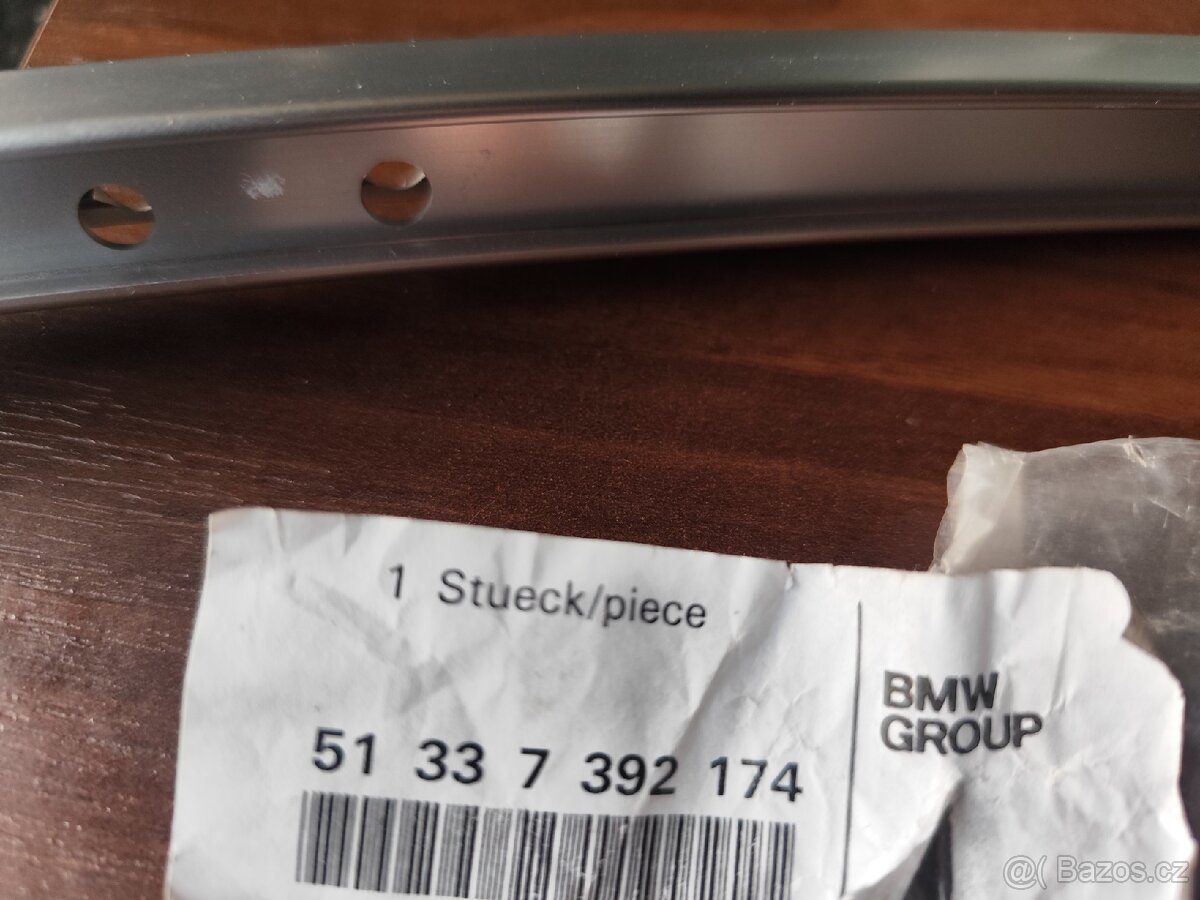 1 Stueck/piece
51 33 7 392 174
BMW
GROUP
@( Bazos.cz